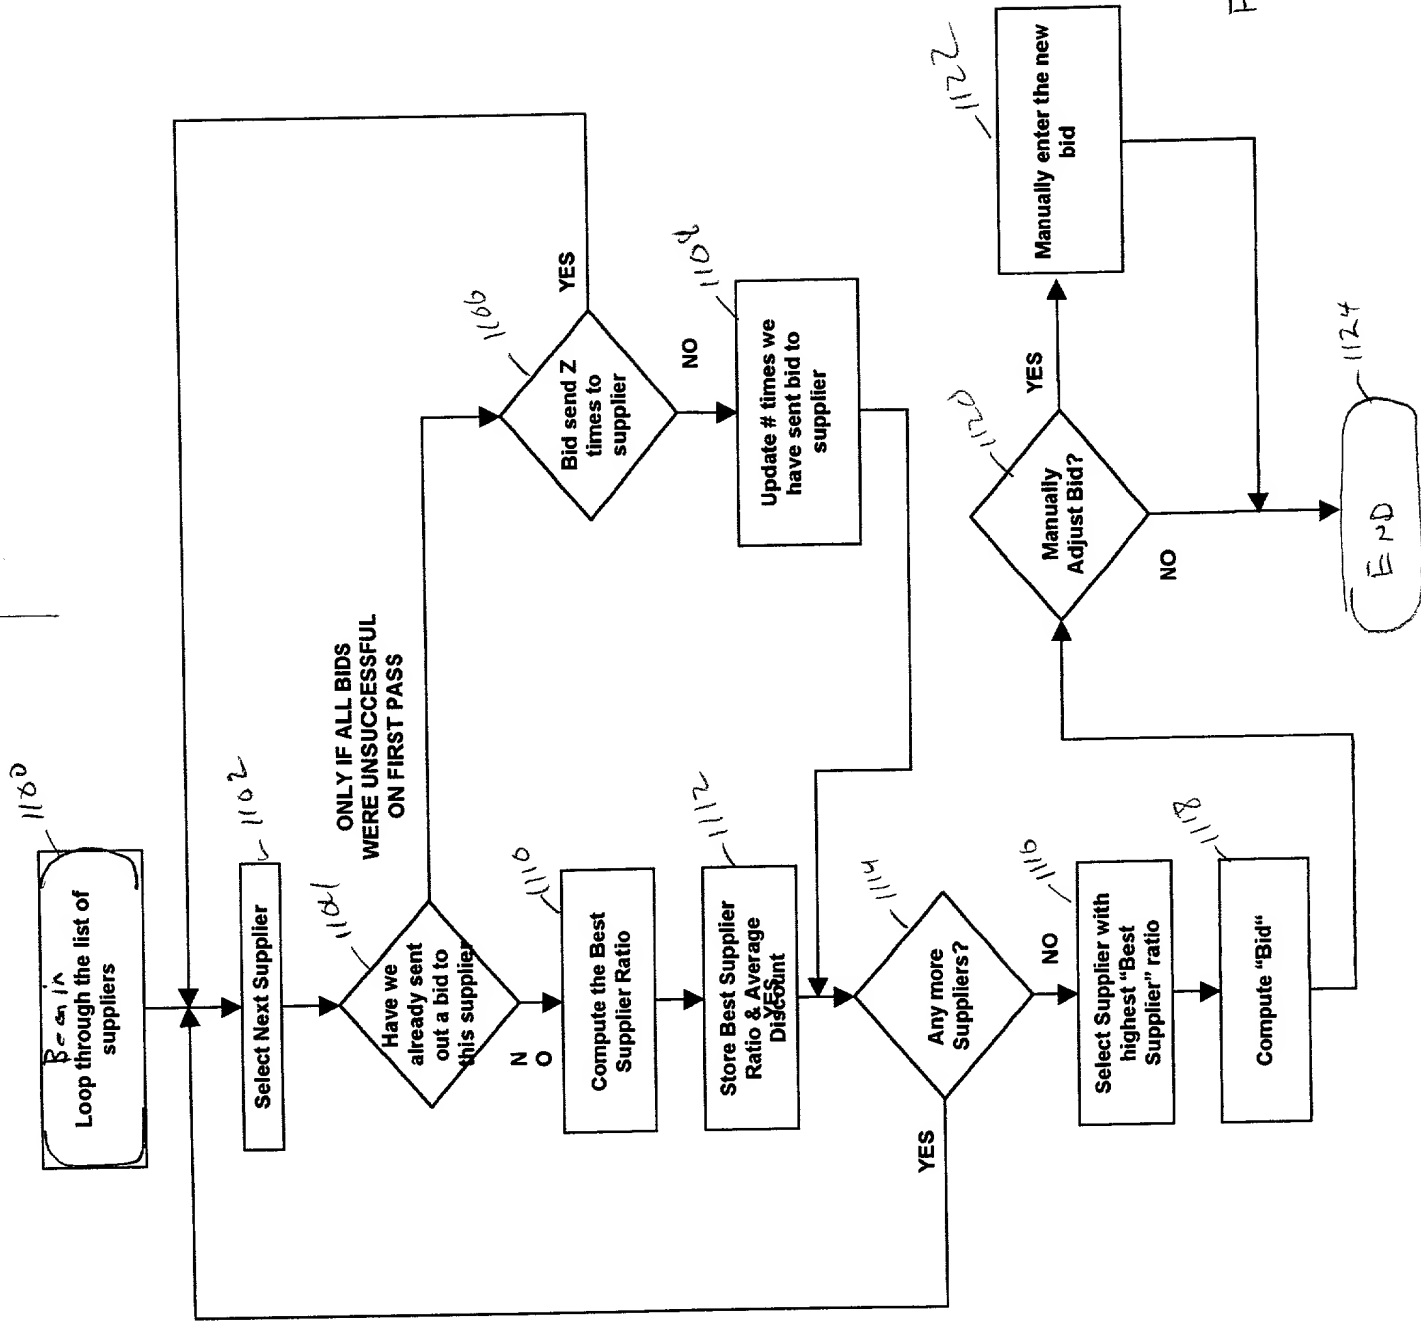 1100
Begin
Loop through the list of
suppliers
1102
Select Next Supplier
1104
Have we
already sent
out a bid to
this supplier
ONLY IF ALL BIDS
WERE UNSUCCESSFUL
ON FIRST PASS
N
O
1106
Bid send Z
times to
supplier
YES
NO
1108
Update # times we
have sent bid to
supplier
1110
Compute the Best
Supplier Ratio
1112
Store Best Supplier
Ratio & Average
YES
Discount
1114
Any more
Suppliers?
YES
NO
1116
Select Supplier with
highest "Best
Supplier" ratio
1118
Compute "Bid"
1120
Manually
Adjust Bid?
YES
NO
1122
Manually enter the new
bid
1124
END